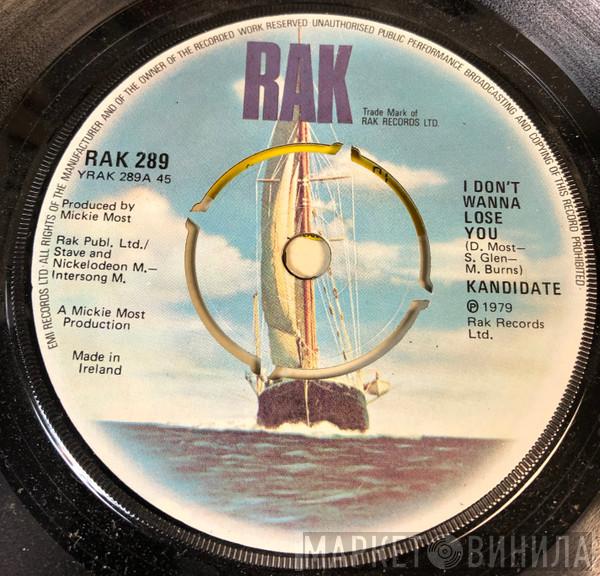 EMI RECORDS LTD·ALL RIGHTS OF THE MANUFACTURER AND OF THE OWNER OF THE RECORDED WORK RESERVED UNAUTHORISED PUBLIC PERFORMANCE BROADCASTING AND COPYING OF THIS RECORD PROHIBITED·
RAK
Trade Mark of
RAK RECORDS LTD.
RAK 289
YRAK 289A 45
Produced by
Mickie Most
Rak Publ. Ltd./
Stave and
Nickelodeon M.—
Intersong M.
A Mickie Most
Production
Made in
Ireland
I DON'T
WANNA
LOSE
YOU
(D. Most—
S. Glen—
M. Burns)
KANDIDATE
℗ 1979
Rak Records
Ltd.
МАРКЕТ ВИНИЛА